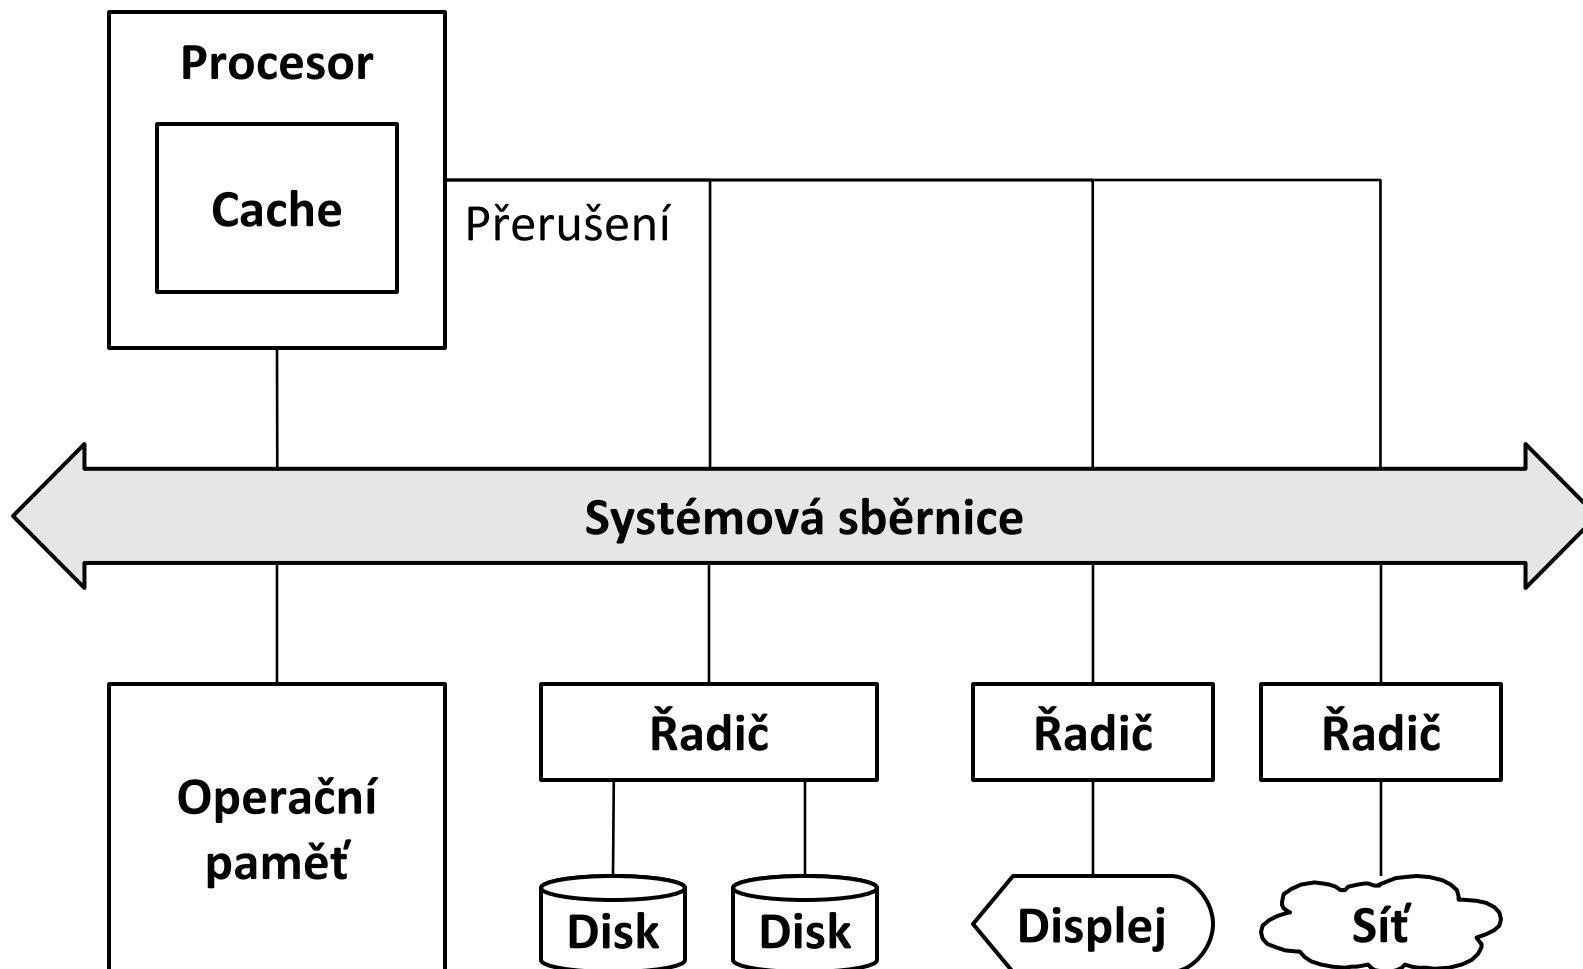 Procesor
Cache
Přerušení
Systémová sběrnice
Operační
paměť
Řadič
Řadič
Řadič
Disk
Disk
Displej
Síť